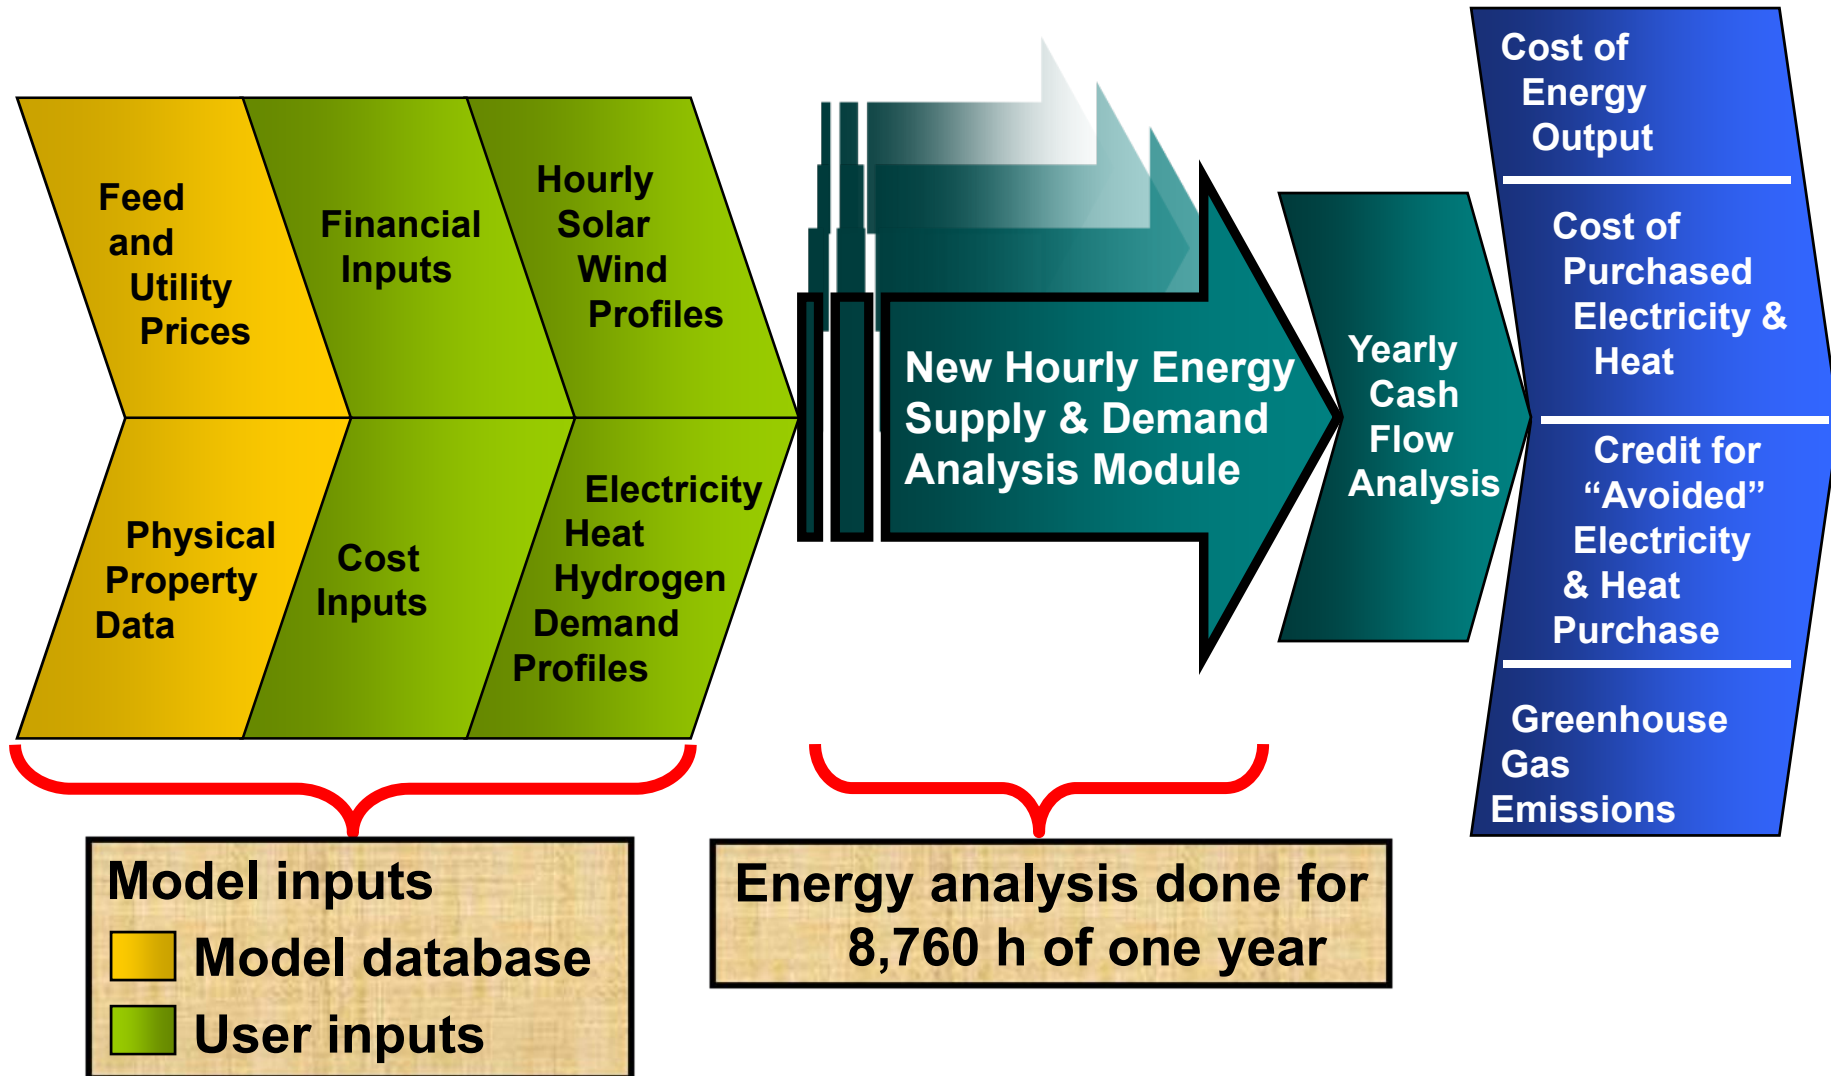 Feed
and
Utility
Prices
Financial
Inputs
Hourly
Solar
Wind
Profiles
Physical
Property
Data
Cost
Inputs
Electricity
Heat
Hydrogen
Demand
Profiles
New Hourly Energy
Supply & Demand
Analysis Module
Yearly
Cash
Flow
Analysis
Cost of
Energy
Output
Cost of
Purchased
Electricity &
Heat
Credit for
“Avoided”
Electricity
& Heat
Purchase
Greenhouse
Gas
Emissions
Model inputs
Model database
User inputs
Energy analysis done for
8,760 h of one year